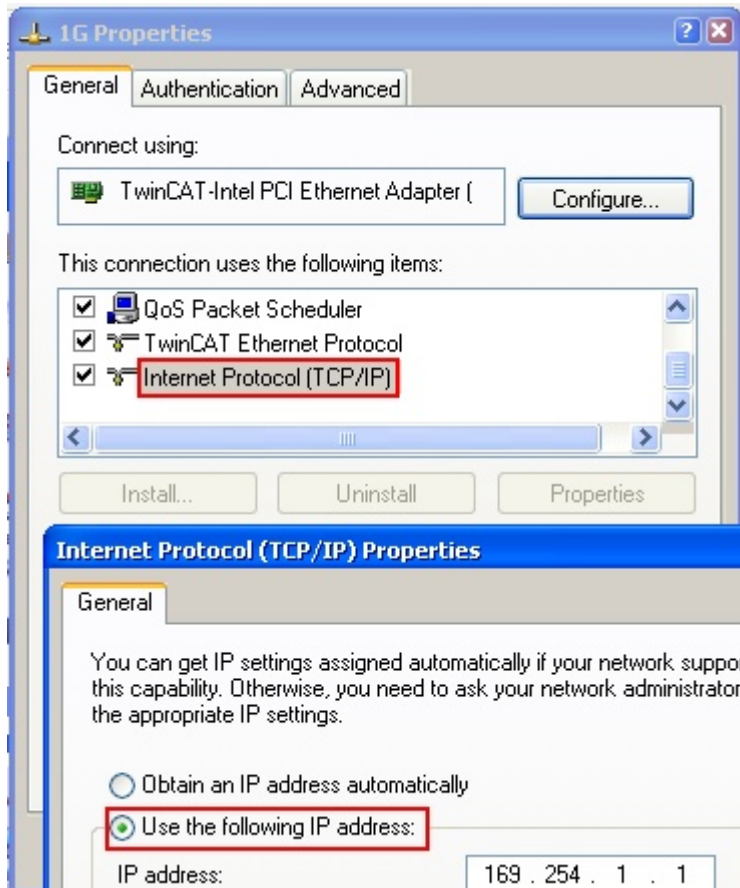 1G Properties
General Authentication Advanced
Connect using:
TwinCAT-Intel PCI Ethernet Adapter (
Configure...
This connection uses the following items:
QoS Packet Scheduler
TwinCAT Ethernet Protocol
Internet Protocol (TCP/IP)
Install... Uninstall Properties
Internet Protocol (TCP/IP) Properties
General
You can get IP settings assigned automatically if your network suppo
this capability. Otherwise, you need to ask your network administrator
the appropriate IP settings.
Obtain an IP address automatically
Use the following IP address:
IP address: 169 . 254 . 1 . 1